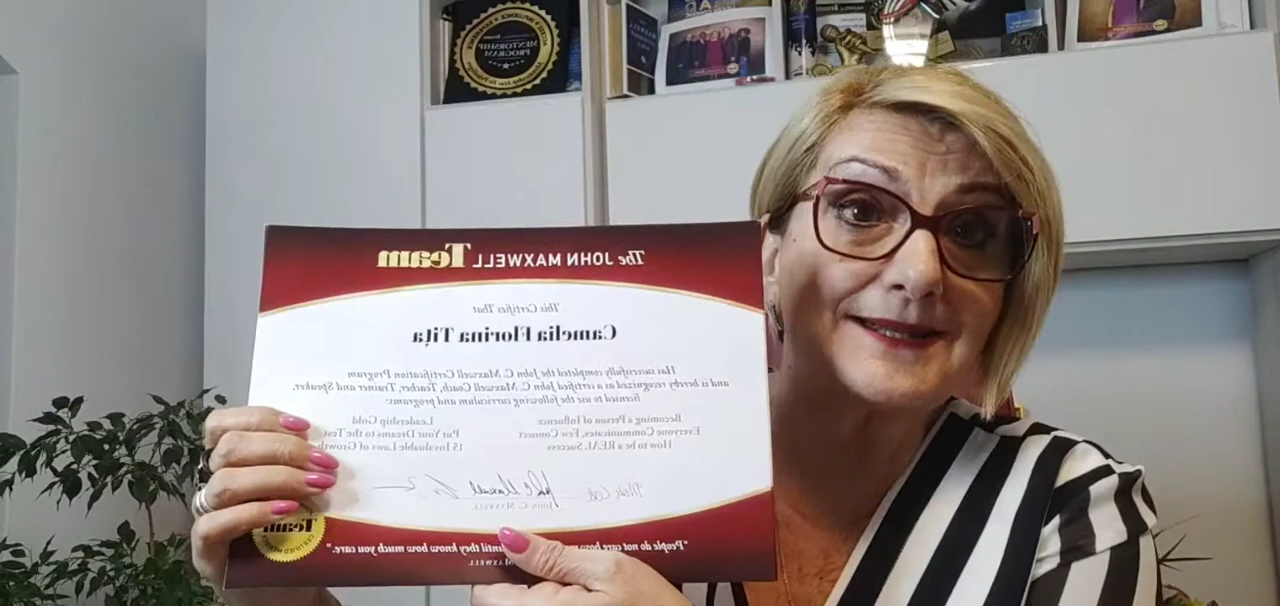 MENTORSHIP
PROGRAM
MAXWELL
The JOHN MAXWELL Team
This Certifies That
Camelia Florina Tița
Has successfully completed the John C. Maxwell Certification Program
and is hereby recognized as a certified John C. Maxwell Coach, Teacher, Trainer and Speaker,
licensed to use the following curriculum and programs:
Becoming a Person of Influence
Everyone Communicates, Few Connect
How to be a REAL Success
Leadership Gold
Put Your Dreams to the Test
15 Invaluable Laws of Growth
JOHN C. MAXWELL
"People do not care how until they know how much you care."
MAXWELL
Team
CERTIFIED